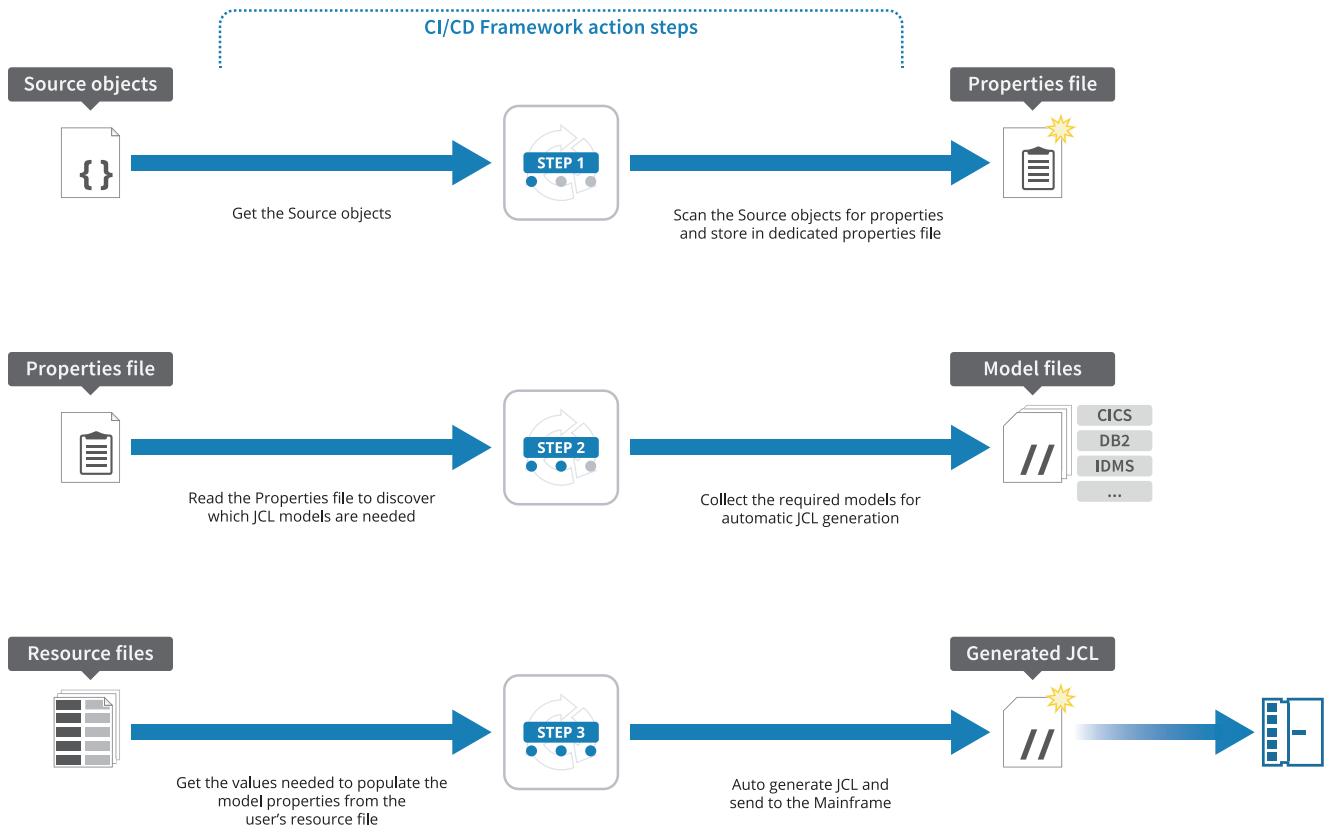 CI/CD Framework action steps
Source objects
Properties file
{}
STEP 1
Get the Source objects
Scan the Source objects for properties
and store in dedicated properties file
Properties file
Model files
CICS
DB2
IDMS
...
//
STEP 2
Read the Properties file to discover
which JCL models are needed
Collect the required models for
automatic JCL generation
Resource files
Generated JCL
STEP 3
//
Get the values needed to populate the
model properties from the
user's resource file
Auto generate JCL and
send to the Mainframe